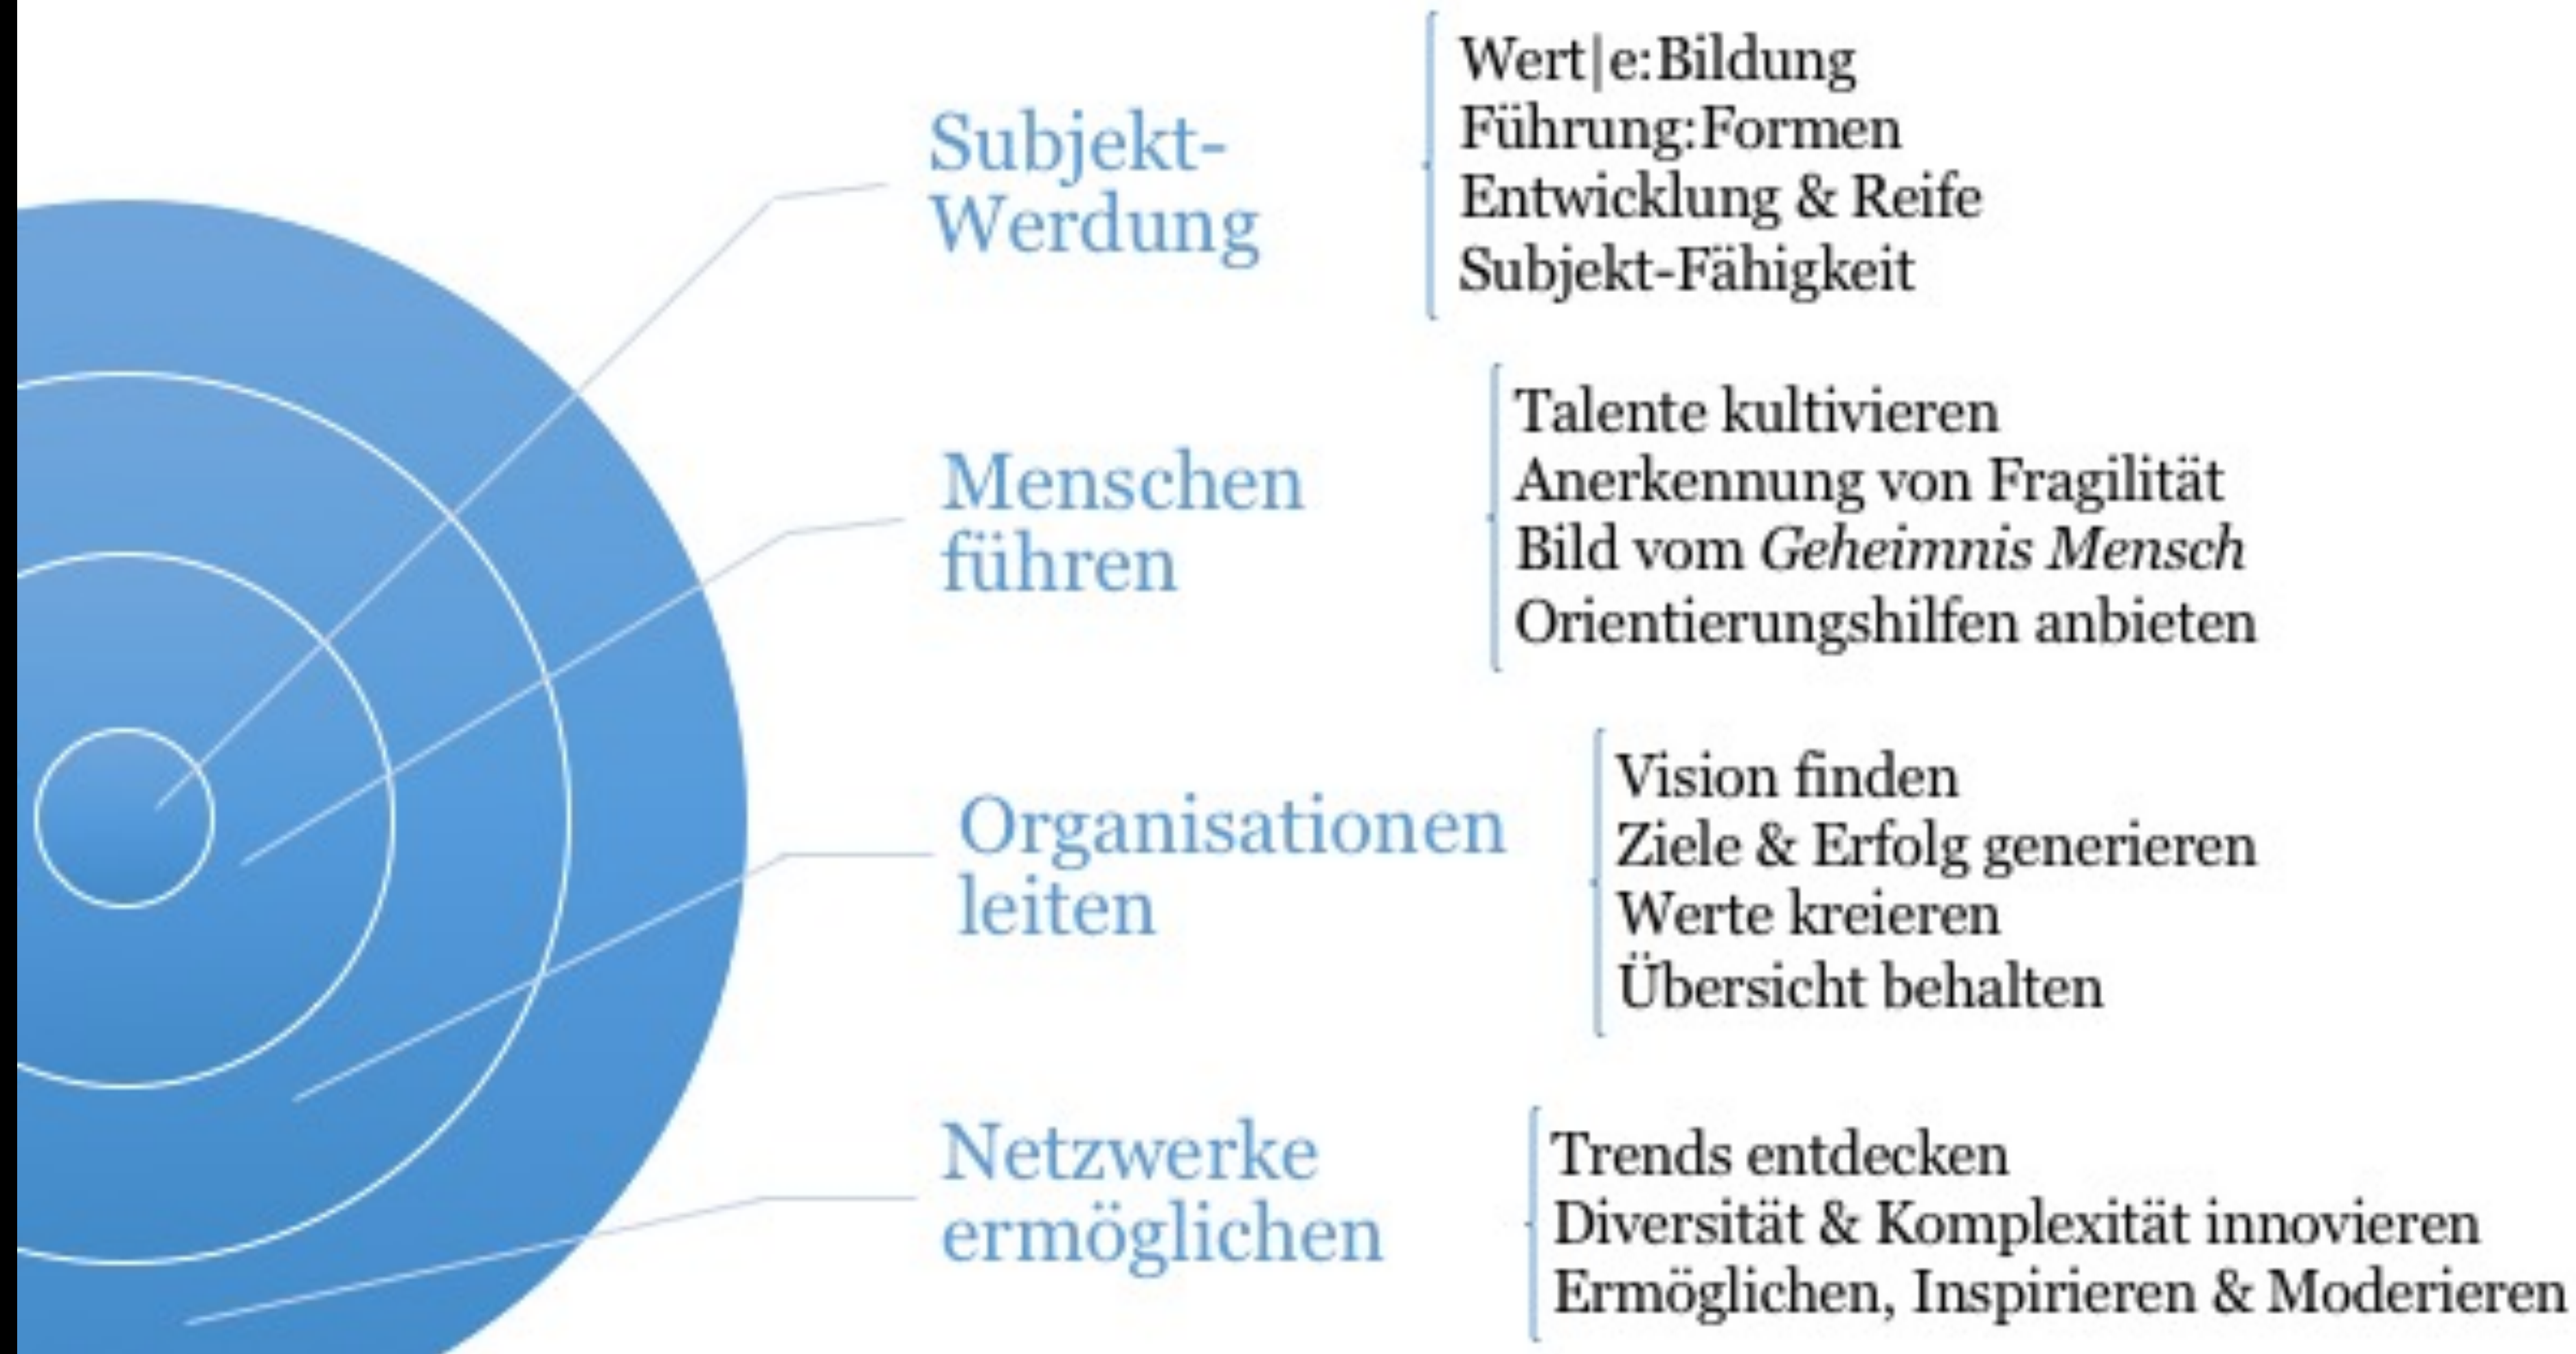 Subjekt-
Werdung
Wert|e:Bildung
Führung:Formen
Entwicklung & Reife
Subjekt-Fähigkeit
Menschen
führen
Talente kultivieren
Anerkennung von Fragilität
Bild vom Geheimnis Mensch
Orientierungshilfen anbieten
Organisationen
leiten
Vision finden
Ziele & Erfolg generieren
Werte kreieren
Übersicht behalten
Netzwerke
ermöglichen
Trends entdecken
Diversität & Komplexität innovieren
Ermöglichen, Inspirieren & Moderieren